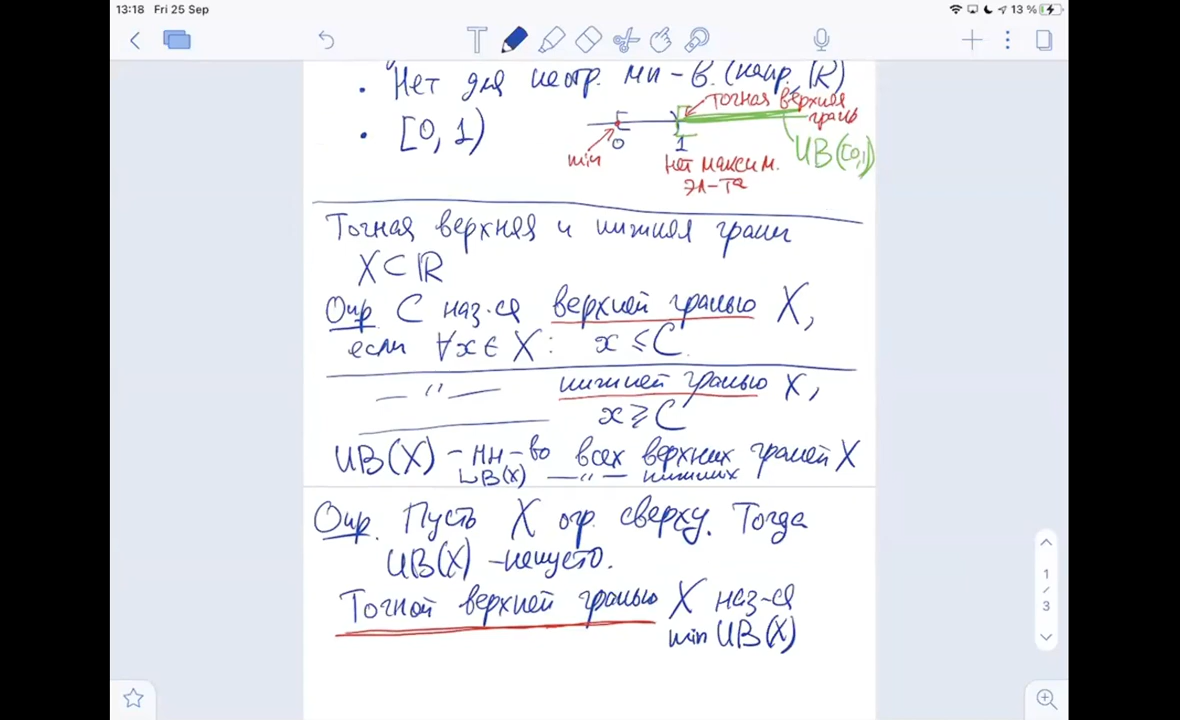 13:18 Fri 25 Sep
13 %
T
• Нет для неогр. мн-в. (напр. ℝ)
точная верхняя
грань
• [0, 1)
0
1
UB([0,1)
min
нет максим.
эл-та
Точная верхняя и нижняя грани
X⊂ℝ
Опр C наз-ся верхней гранью X,
если ∀x∈ X: x ≤ C.
— " — нижней гранью X,
x ≥ C
UB(X) - мн-во всех верхних граней X
LB(X) — " — нижних
Опр. Пусть X огр. сверху. Тогда
UB(X) - непусто.
Точной верхней гранью X наз-ся
min UB(X)
1
/
3